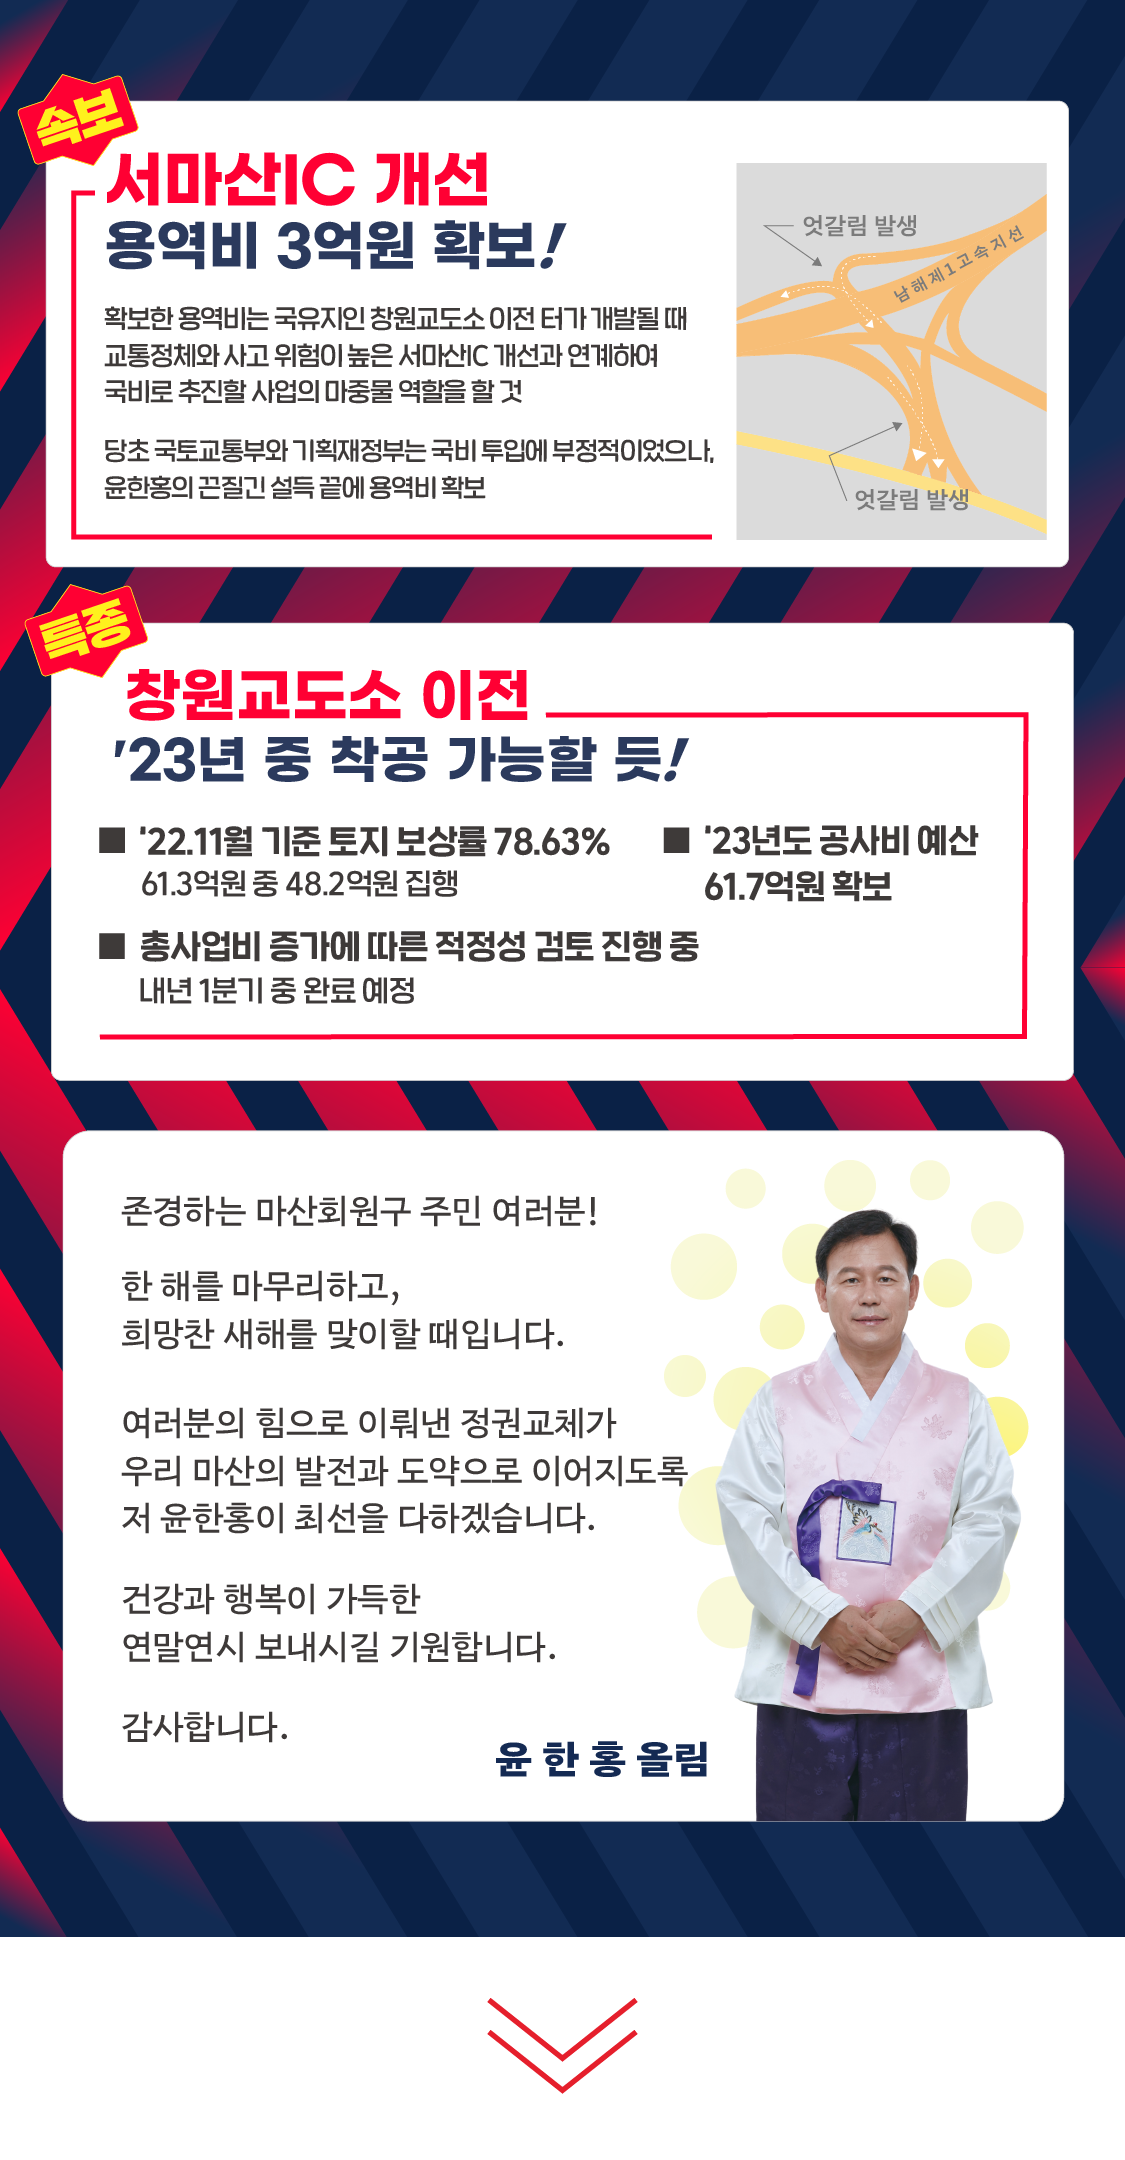 속보
서마산IC 개선
용역비 3억원 확보!
확보한 용역비는 국유지인 창원교도소 이전 터가 개발될 때
교통정체와 사고 위험이 높은 서마산IC 개선과 연계하여
국비로 추진할 사업의 마중물 역할을 할 것
당초 국토교통부와 기획재정부는 국비 투입에 부정적이었으나,
윤한홍의 끈질긴 설득 끝에 용역비 확보
엇갈림 발생
남해제1고속지선
엇갈림 발생
특종
창원교도소 이전
'23년 중 착공 가능할 듯!
■ '22.11월 기준 토지 보상률 78.63%
61.3억원 중 48.2억원 집행
■ '23년도 공사비 예산
61.7억원 확보
■ 총사업비 증가에 따른 적정성 검토 진행 중
내년 1분기 중 완료 예정
존경하는 마산회원구 주민 여러분!
한 해를 마무리하고,
희망찬 새해를 맞이할 때입니다.
여러분의 힘으로 이뤄낸 정권교체가
우리 마산의 발전과 도약으로 이어지도록
저 윤한홍이 최선을 다하겠습니다.
건강과 행복이 가득한
연말연시 보내시길 기원합니다.
감사합니다.
윤 한 홍 올림